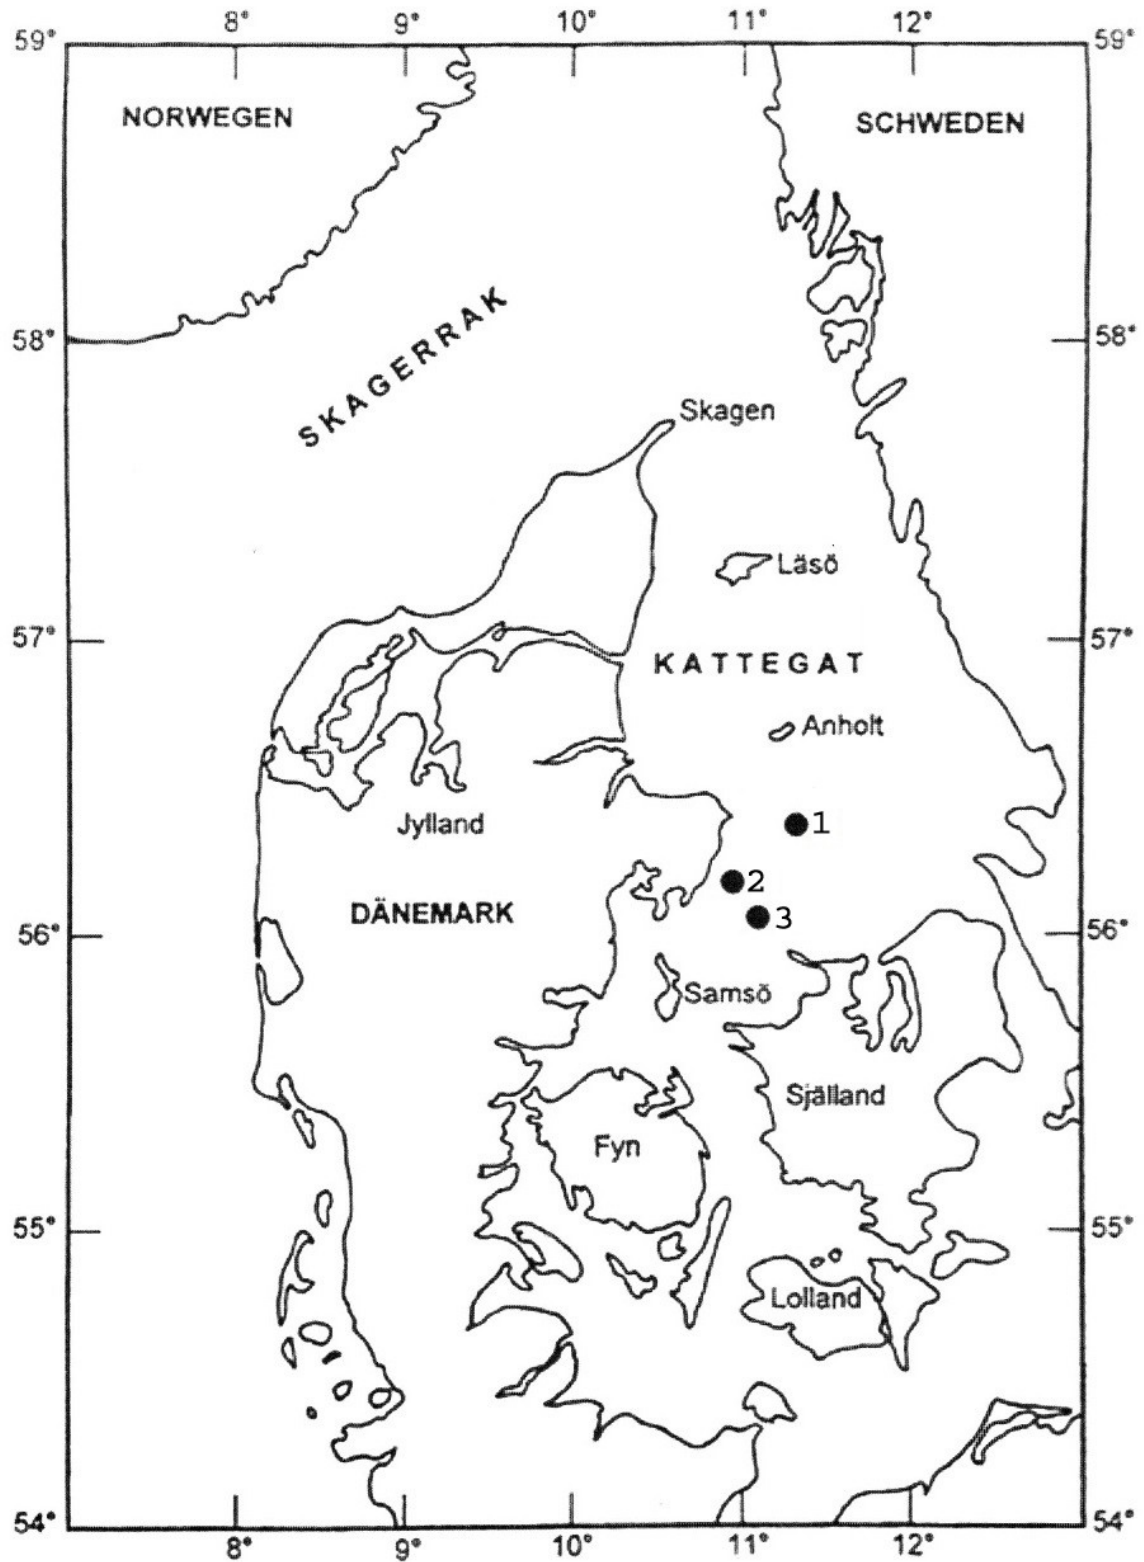 8° 9° 10° 11° 12°
59° 59°
NORWEGEN SCHWEDEN
58° 58°
SKAGERRAK
Skagen
Läsö
57° 57°
KATTEGAT
Anholt
1
Jylland
2
DÄNEMARK
3
56° 56°
Samsö
Själland
Fyn
55° 55°
Lolland
54° 54°
8° 9° 10° 11° 12°